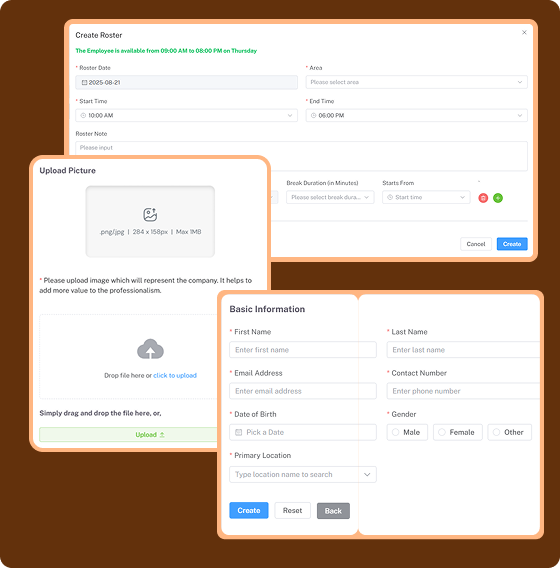 Create Roster
The Employee is available from 09:00 AM to 08:00 PM on Thursday
* Roster Date
* Area
2025-08-21
Please select area
* Start Time
* End Time
10:00 AM
06:00 PM
Roster Note
Please input
Break Duration (in Minutes)
Starts From
Please select break dura...
Start time
Cancel
Create
Upload Picture
.png/jpg | 284 x 158px | Max 1MB
* Please upload image which will represent the company. It helps to
add more value to the professionalism.
Drop file here or click to upload
Simply drag and drop the file here, or,
Upload
Basic Information
* First Name
* Last Name
Enter first name
Enter last name
* Email Address
* Contact Number
Enter email address
Enter phone number
* Date of Birth
* Gender
Pick a Date
Male
Female
Other
* Primary Location
Type location name to search
Create
Reset
Back